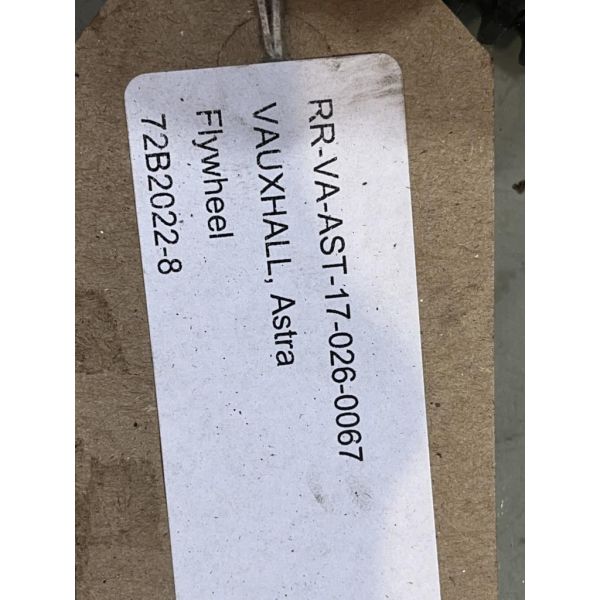 RR-VA-AST-17-026-0067
VAUXHALL, Astra
Flywheel
72B2022-8